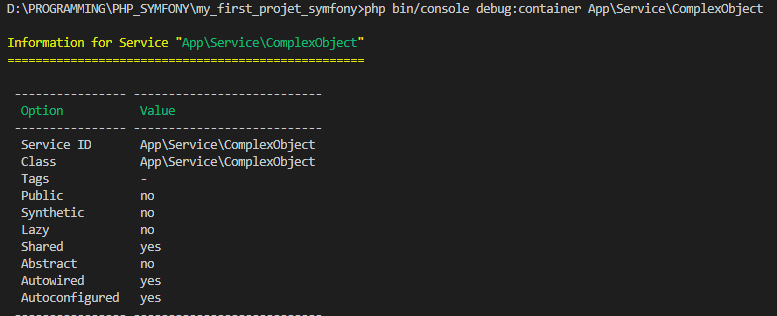 D:\PROGRAMMING\PHP_SYMFONY\my_first_projet_symfony>php bin/console debug:container App\Service\ComplexObject
Information for Service "App\Service\ComplexObject"
===================================================
---------------- ---------------------------
Option Value
---------------- ---------------------------
Service ID App\Service\ComplexObject
Class App\Service\ComplexObject
Tags -
Public no
Synthetic no
Lazy no
Shared yes
Abstract no
Autowired yes
Autoconfigured yes
---------------- ---------------------------